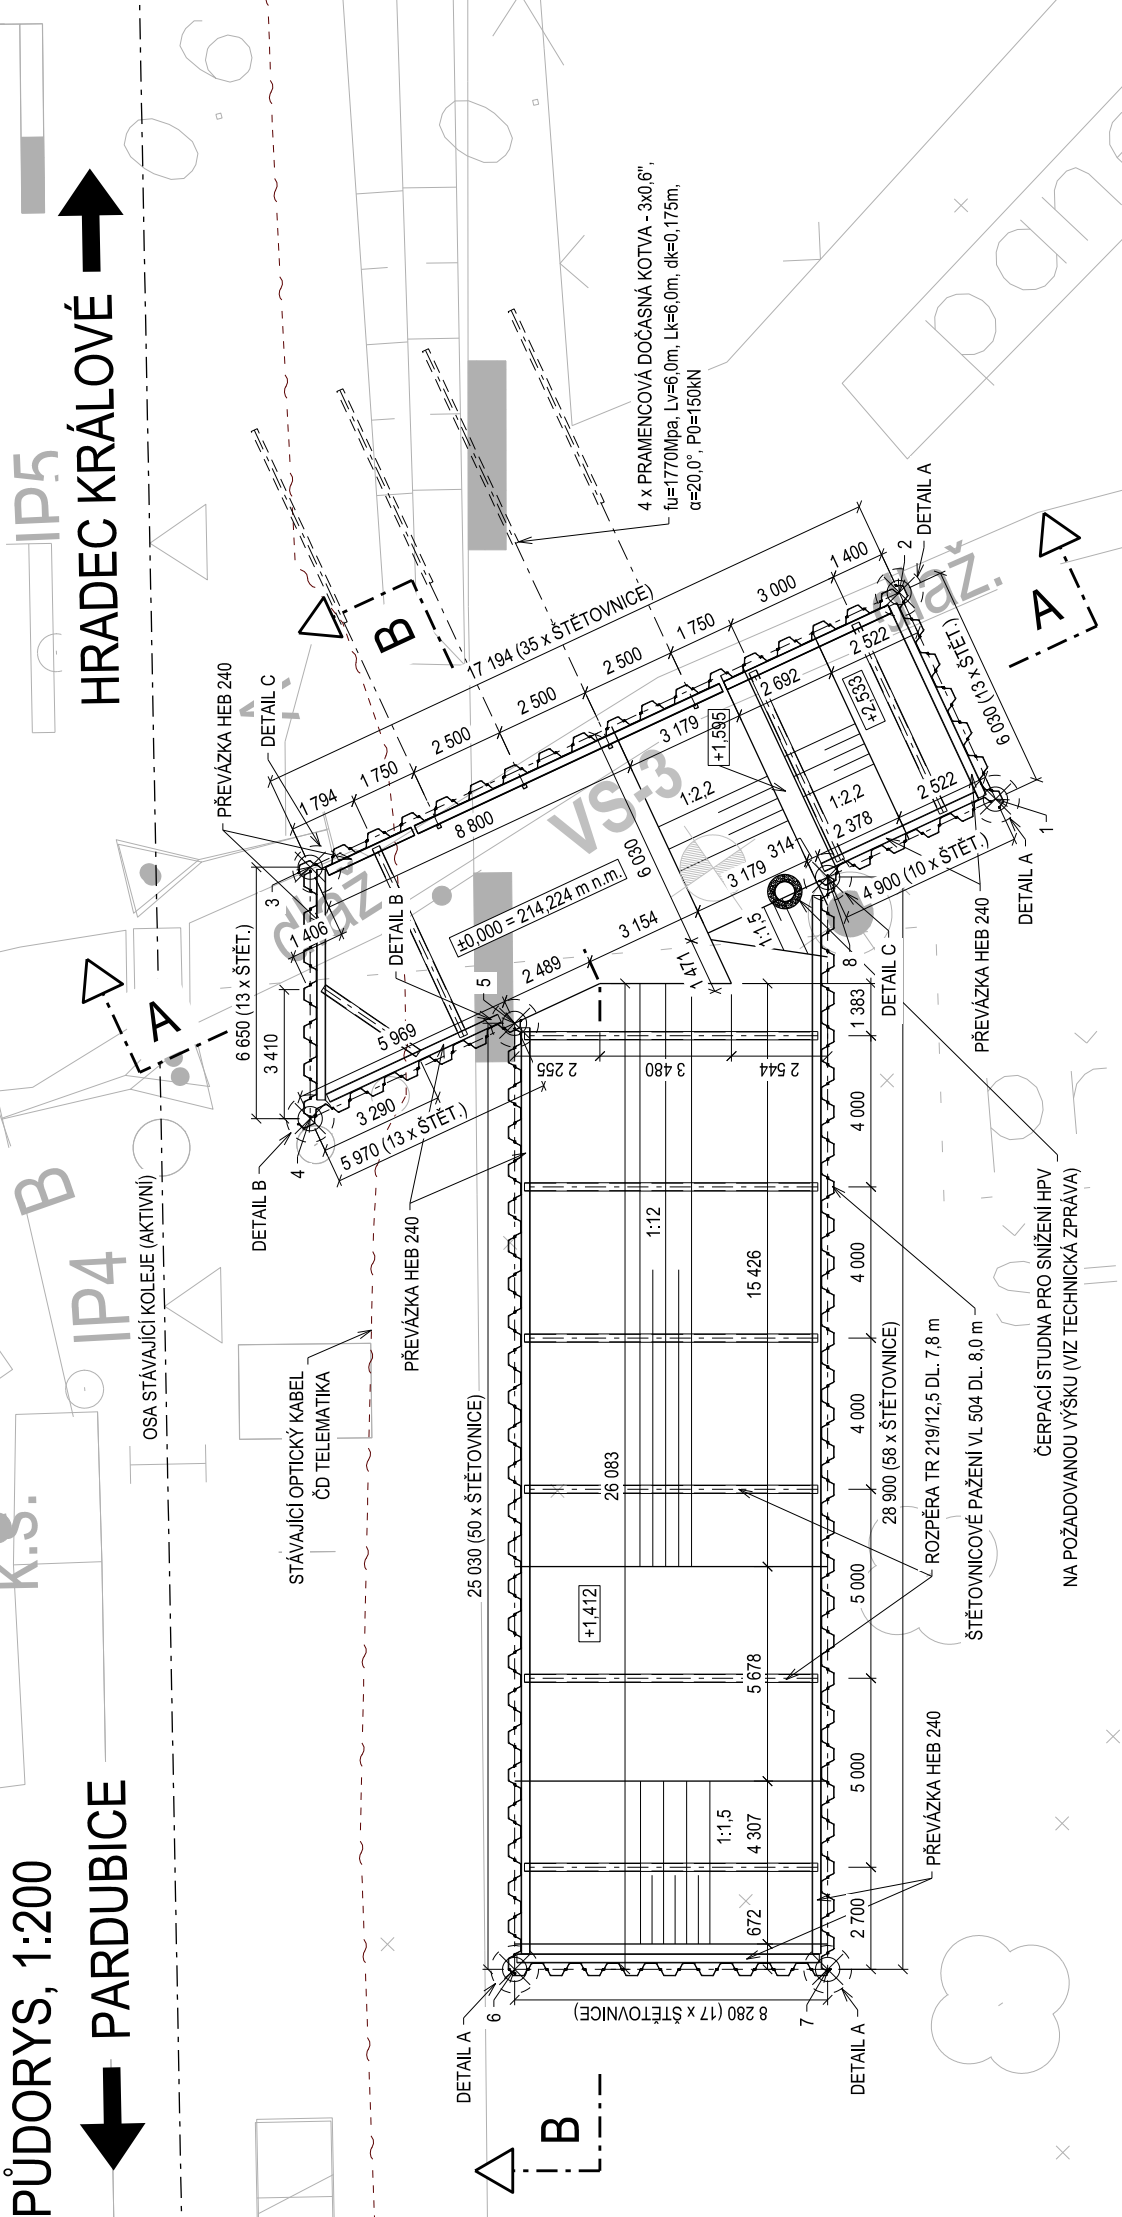 PŮDORYS, 1:200
PARDUBICE
HRADEC KRÁLOVÉ
IP5
IP4
B
k.s.
OSA STÁVAJÍCÍ KOLEJE (AKTIVNÍ)
STÁVAJÍCÍ OPTICKÝ KABEL
ČD TELEMATIKA
PŘEVÁZKA HEB 240
DETAIL C
DETAIL B
DETAIL B
PŘEVÁZKA HEB 240
4 x PRAMENCOVÁ DOČASNÁ KOTVA - 3x0,6",
fu=1770Mpa, Lv=6,0m, Lk=6,0m, dk=0,175m,
α=20,0°, P0=150kN
17 194 (35 x ŠTĚTOVNICE)
1 794
1 750
2 500
2 500
2 500
1 750
3 000
1 400
6 650 (13 x ŠTĚT.)
3 410
1 406
8 800
3 179
2 692
2 522
5 969
3 290
5 970 (13 x ŠTĚT.)
2 489
3 154
3 179
314
2 378
2 522
6 030
6 030 (13 x ŠTĚT.)
4 900 (10 x ŠTĚT.)
±0,000 = 214,224 m n.m.
+1,595
+2,533
1:2,2
1:2,2
1:15
1 471
VS-3
dlaž.
dlaž.
A
A
B
B
1
2
3
4
5
6
7
8
DETAIL A
DETAIL A
DETAIL C
PŘEVÁZKA HEB 240
25 030 (50 x ŠTĚTOVNICE)
26 083
1:12
15 426
5 678
4 307
672
1:1,5
+1,412
2 255
3 480
2 544
1 383
4 000
4 000
4 000
5 000
5 000
2 700
28 900 (58 x ŠTĚTOVNICE)
8 280 (17 x ŠTĚTOVNICE)
DETAIL A
DETAIL A
PŘEVÁZKA HEB 240
ROZPĚRA TR 219/12,5 DL. 7,8 m
ŠTĚTOVNICOVÉ PAŽENÍ VL 504 DL. 8,0 m
ČERPACÍ STUDNA PRO SNÍŽENÍ HPV
NA POŽADOVANOU VÝŠKU (VIZ TECHNICKÁ ZPRÁVA)